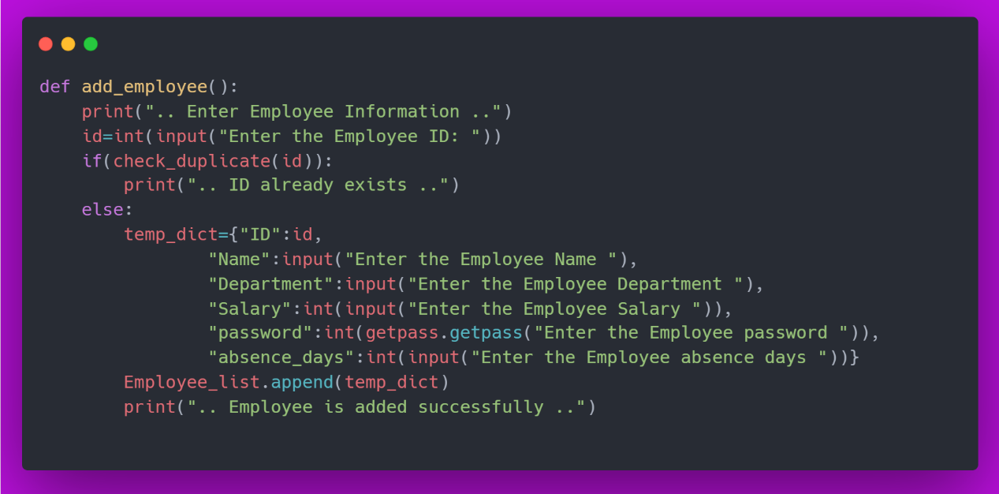 def add_employee():
    print(".. Enter Employee Information ..")
    id=int(input("Enter the Employee ID: "))
    if(check_duplicate(id)):
        print(".. ID already exists ..")
    else:
        temp_dict={"ID":id,
                "Name":input("Enter the Employee Name "),
                "Department":input("Enter the Employee Department "),
                "Salary":int(input("Enter the Employee Salary ")),
                "password":int(getpass.getpass("Enter the Employee password ")),
                "absence_days":int(input("Enter the Employee absence days "))}
        Employee_list.append(temp_dict)
        print(".. Employee is added successfully ..")